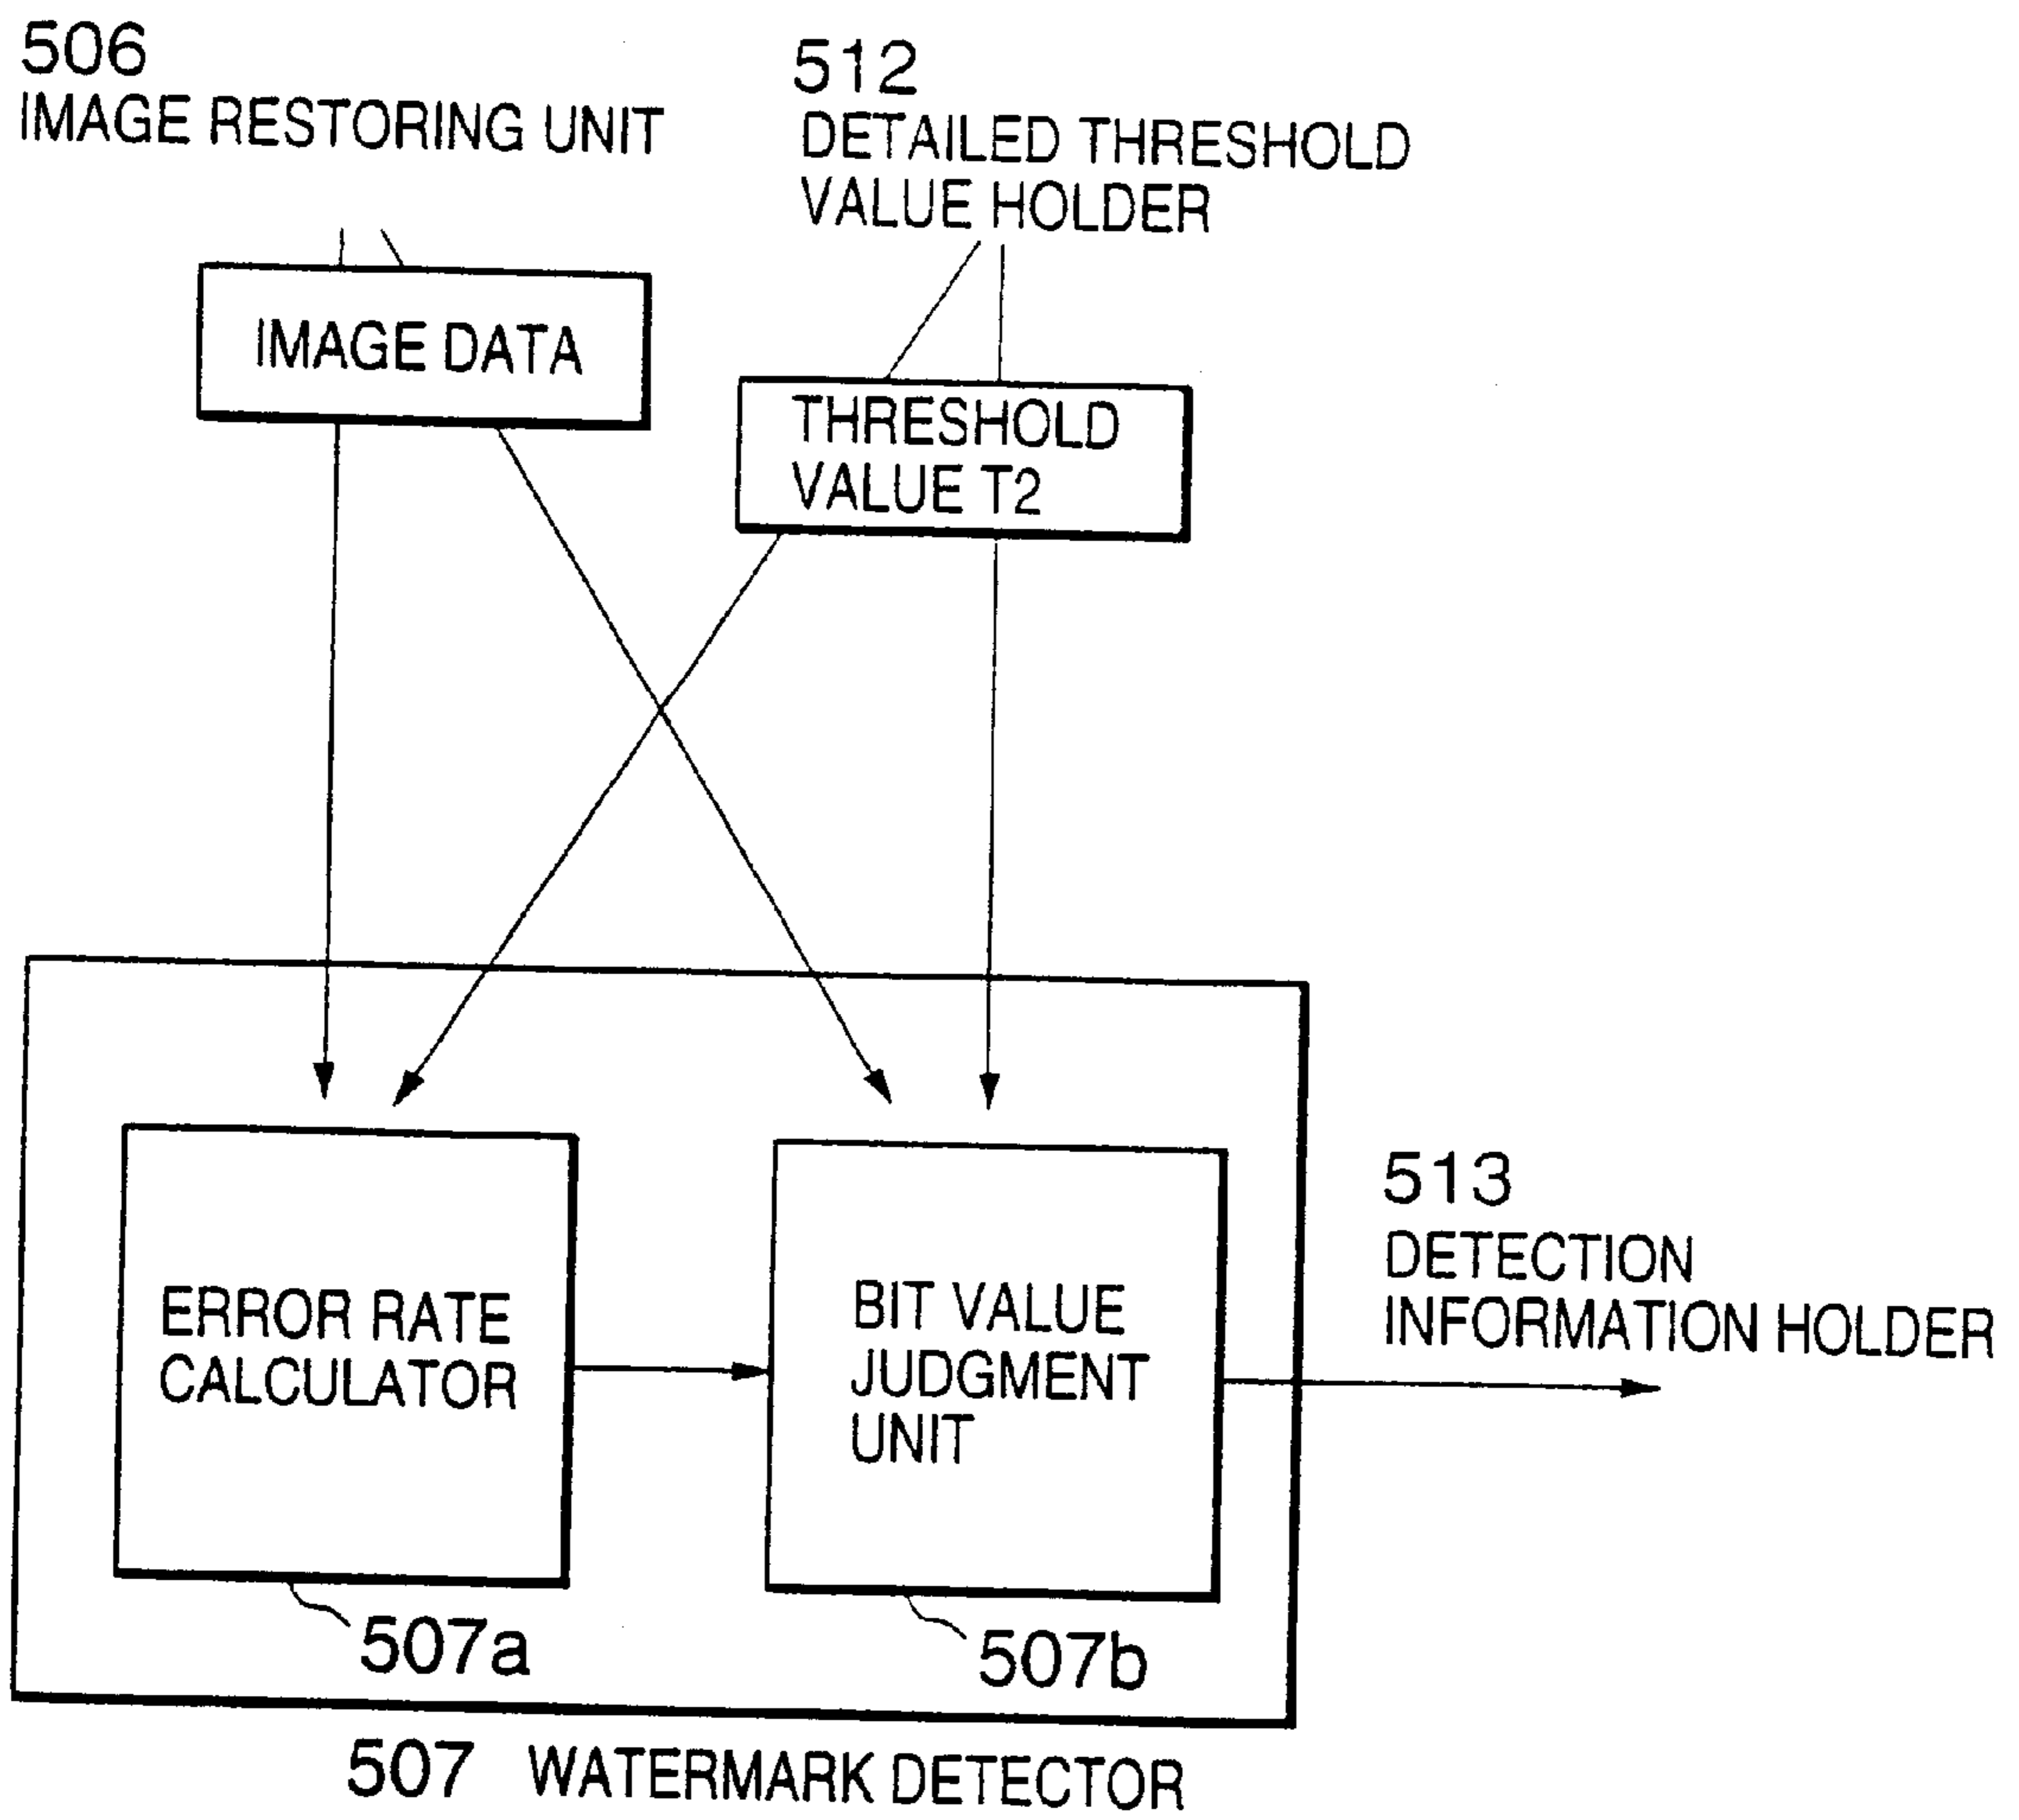 506
IMAGE RESTORING UNIT
512
DETAILED THRESHOLD
VALUE HOLDER
IMAGE DATA
THRESHOLD
VALUE T2
ERROR RATE
CALCULATOR
BIT VALUE
JUDGMENT
UNIT
513
DETECTION
INFORMATION HOLDER
507a
507b
507 WATERMARK DETECTOR